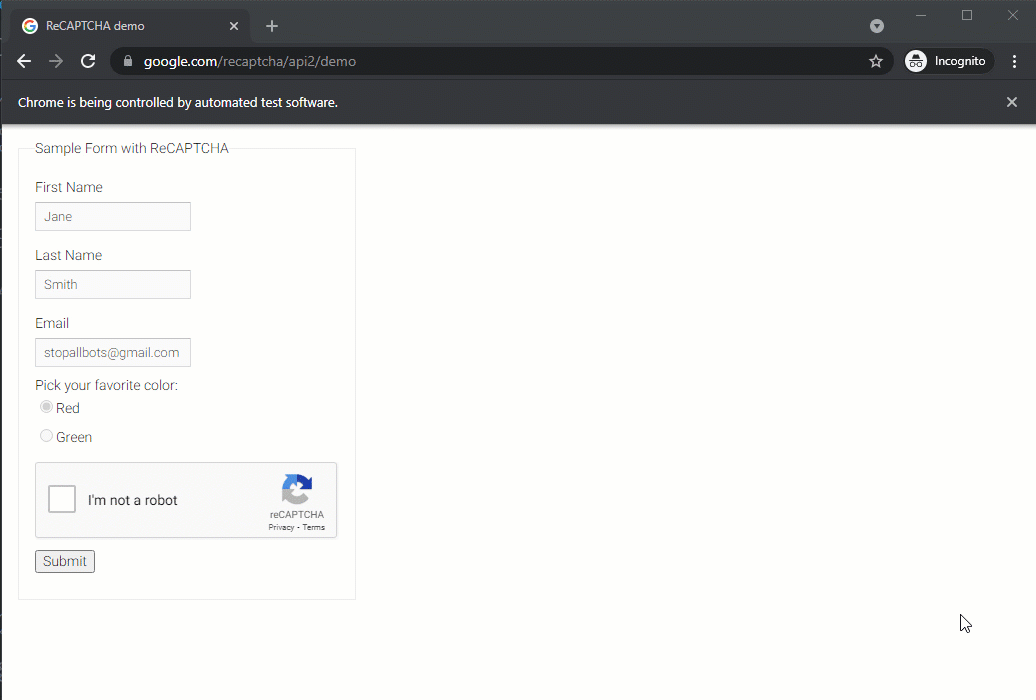 ReCAPTCHA demo
google.com/recaptcha/api2/demo
Incognito
Chrome is being controlled by automated test software.
Sample Form with ReCAPTCHA
First Name
Jane
Last Name
Smith
Email
stopallbots@gmail.com
Pick your favorite color:
Red
Green
I'm not a robot
reCAPTCHA
Privacy - Terms
Submit